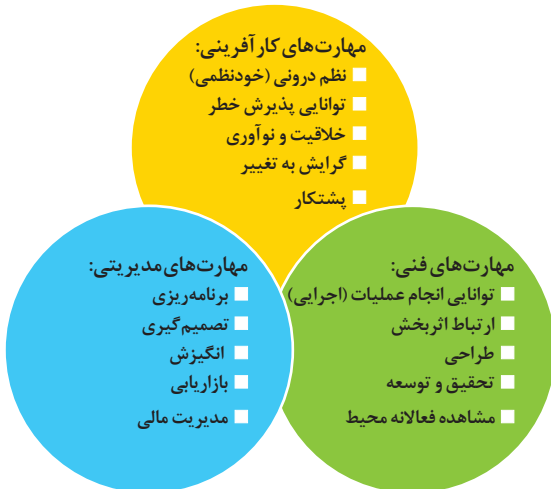 مهارت‌های کارآفرینی:
نظم درونی (خودنظمی)
توانایی پذیرش خطر
خلاقیت و نوآوری
گرایش به تغییر
پشتکار
مهارت‌های فنی:
توانایی انجام عملیات (اجرایی)
ارتباط اثربخش
طراحی
تحقیق و توسعه
مشاهده فعالانه محیط
مهارت‌های مدیریتی:
برنامه‌ریزی
تصمیم‌گیری
انگیزش
بازاریابی
مدیریت مالی